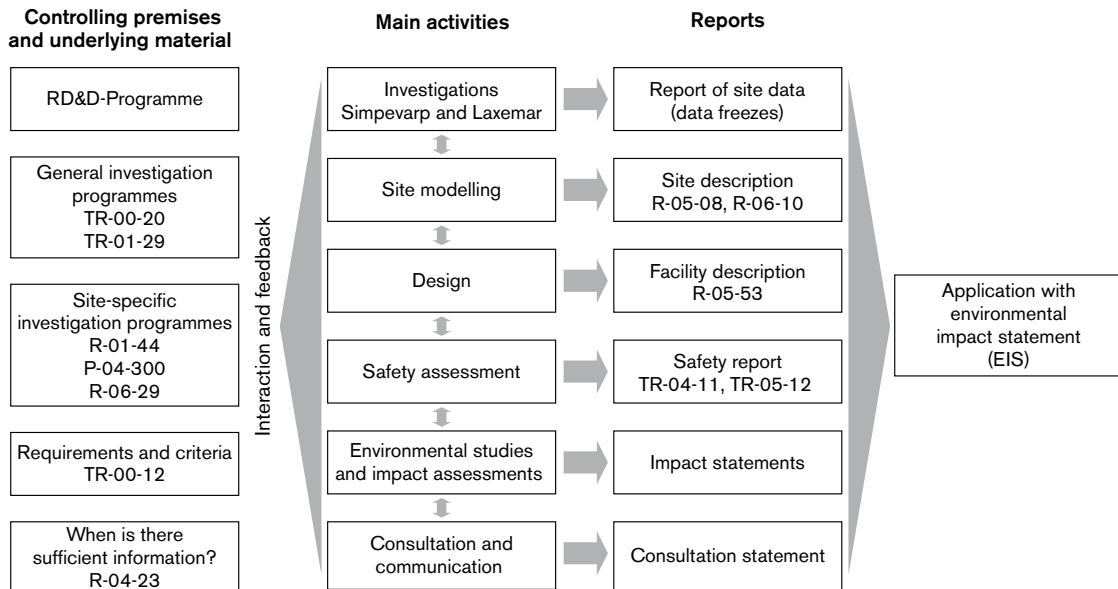 Controlling premises
and underlying material
RD&D-Programme
General investigation
programmes
TR-00-20
TR-01-29
Site-specific
investigation programmes
R-01-44
P-04-300
R-06-29
Requirements and criteria
TR-00-12
When is there
sufficient information?
R-04-23
Interaction and feedback
Main activities
Investigations
Simpevarp and Laxemar
Site modelling
Design
Safety assessment
Environmental studies
and impact assessments
Consultation and
communication
Reports
Report of site data
(data freezes)
Site description
R-05-08, R-06-10
Facility description
R-05-53
Safety report
TR-04-11, TR-05-12
Impact statements
Consultation statement
Application with
environmental
impact statement
(EIS)